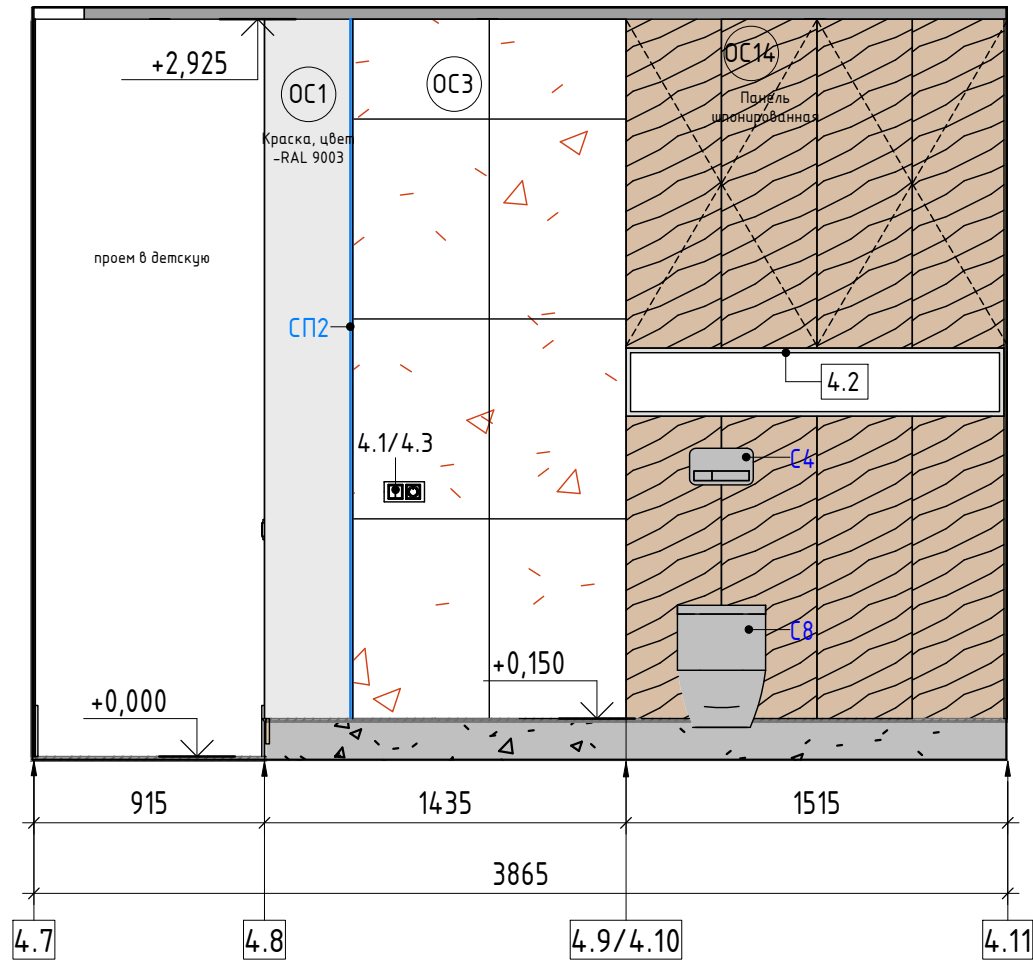 +2,925
ОС1
ОС3
ОС14
Краска, цвет
-RAL 9003
Панель
шпонированная
проем в детскую
СП2
4.2
4.1/4.3
С4
С8
+0,150
+0,000
915
1435
1515
3865
4.7
4.8
4.9/4.10
4.11